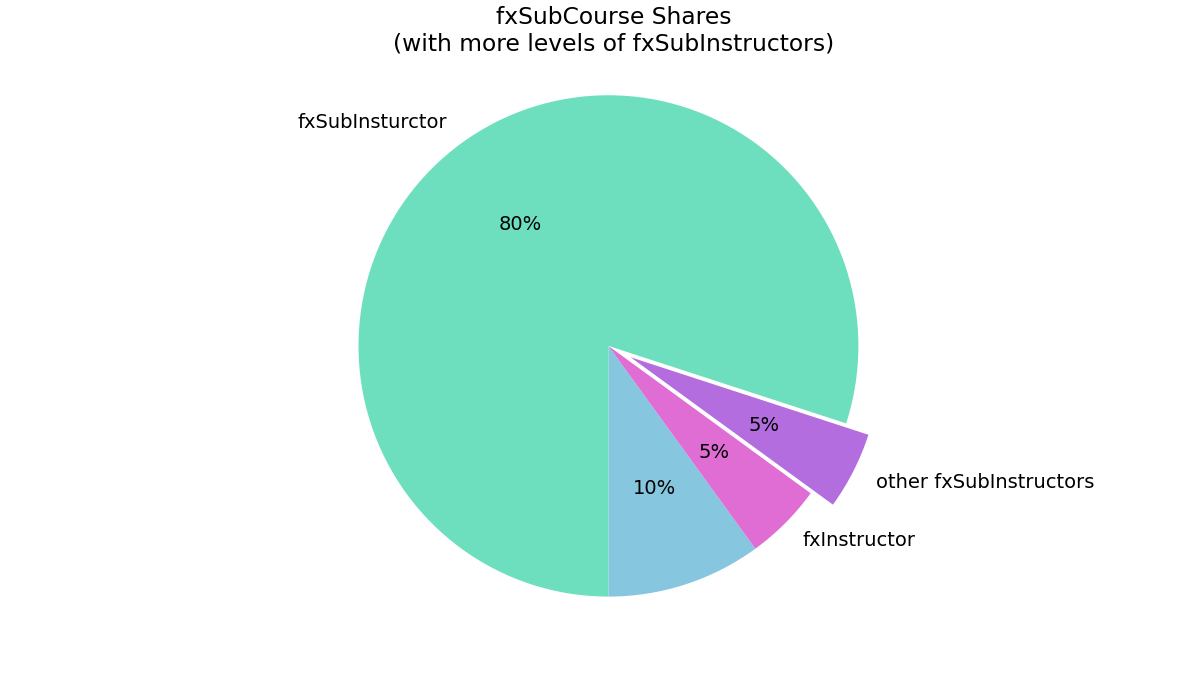 fxSubCourse Shares
(with more levels of fxSubInstructors)
fxSubInsturctor
80%
5%
5%
10%
other fxSubInstructors
fxInstructor